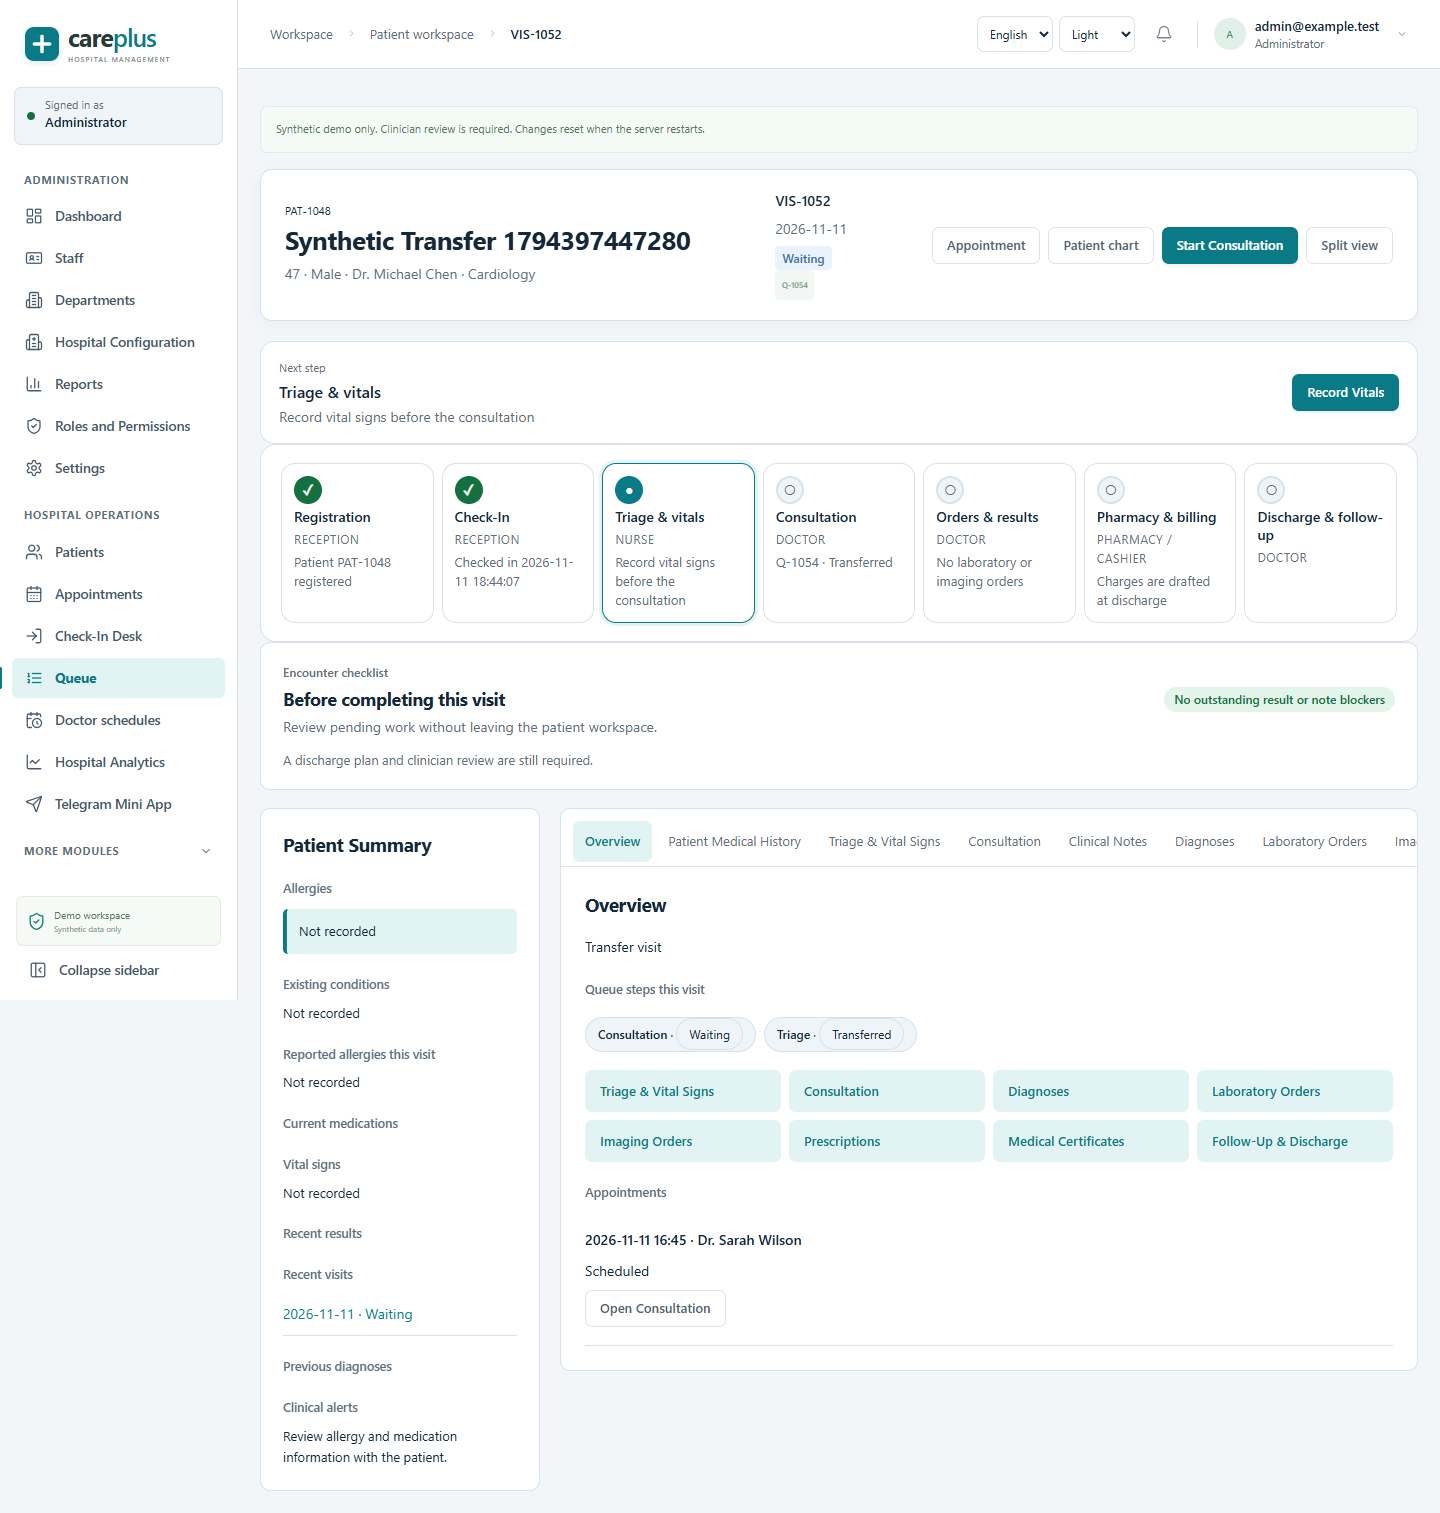 careplus
HOSPITAL MANAGEMENT
Signed in as
Administrator
ADMINISTRATION
Dashboard
Staff
Departments
Hospital Configuration
Reports
Roles and Permissions
Settings
HOSPITAL OPERATIONS
Patients
Appointments
Check-In Desk
Queue
Doctor schedules
Hospital Analytics
Telegram Mini App
MORE MODULES
Demo workspace
Synthetic data only
Collapse sidebar
Workspace
Patient workspace
VIS-1052
English
Light
A
admin@example.test
Administrator
Synthetic demo only. Clinician review is required. Changes reset when the server restarts.
PAT-1048
Synthetic Transfer 1794397447280
47 · Male · Dr. Michael Chen · Cardiology
VIS-1052
2026-11-11
Waiting
Q-1054
Appointment
Patient chart
Start Consultation
Split view
Next step
Triage & vitals
Record vital signs before the consultation
Record Vitals
Registration
RECEPTION
Patient PAT-1048
registered
Check-In
RECEPTION
Checked in 2026-11-
11 18:44:07
Triage & vitals
NURSE
Record vital signs
before the
consultation
Consultation
DOCTOR
Q-1054 · Transferred
Orders & results
DOCTOR
No laboratory or
imaging orders
Pharmacy & billing
PHARMACY /
CASHIER
Charges are drafted
at discharge
Discharge & follow-
up
DOCTOR
Encounter checklist
Before completing this visit
Review pending work without leaving the patient workspace.
A discharge plan and clinician review are still required.
No outstanding result or note blockers
Patient Summary
Allergies
Not recorded
Existing conditions
Not recorded
Reported allergies this visit
Not recorded
Current medications
Vital signs
Not recorded
Recent results
Recent visits
2026-11-11 · Waiting
Previous diagnoses
Clinical alerts
Review allergy and medication
information with the patient.
Overview
Patient Medical History
Triage & Vital Signs
Consultation
Clinical Notes
Diagnoses
Laboratory Orders
Ima
Overview
Transfer visit
Queue steps this visit
Consultation · Waiting
Triage · Transferred
Triage & Vital Signs
Consultation
Diagnoses
Laboratory Orders
Imaging Orders
Prescriptions
Medical Certificates
Follow-Up & Discharge
Appointments
2026-11-11 16:45 · Dr. Sarah Wilson
Scheduled
Open Consultation